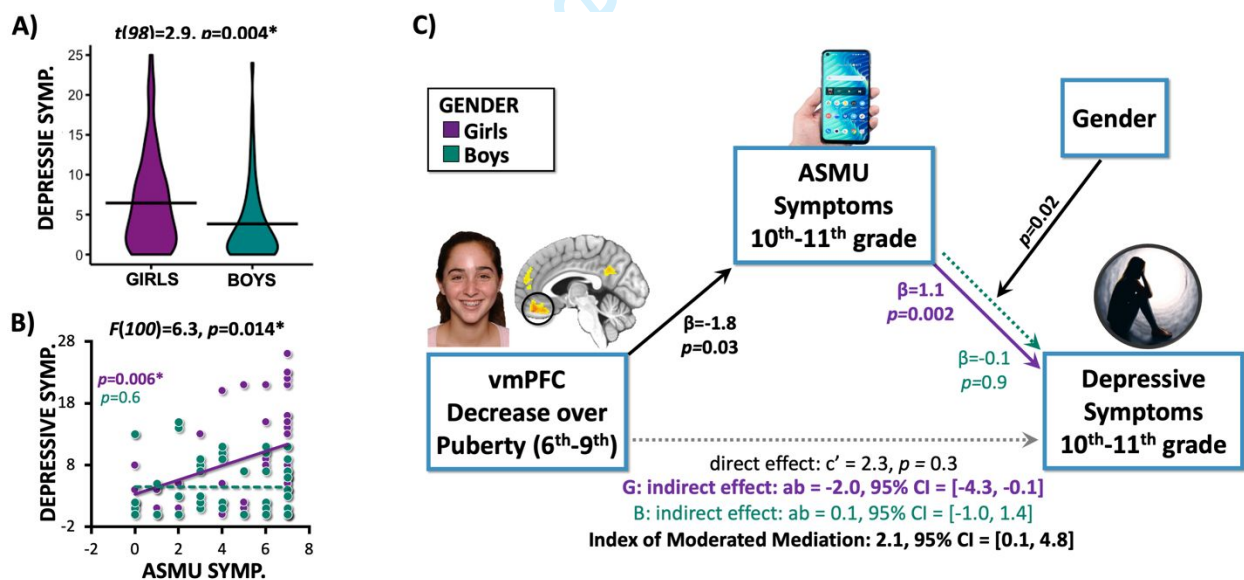 A)
t(98)=2.9, p=0.004*
DEPRESSIE SYMP.
25
20
15
10
5
0
GIRLS
BOYS
B)
F(100)=6.3, p=0.014*
DEPRESSIVE SYMP.
28
18
8
-2
p=0.006*
p=0.6
-2
0
2
4
6
8
ASMU SYMP.
C)
GENDER
Girls
Boys
ASMU
Symptoms
10th-11th grade
Gender
p=0.02
β=-1.8
p=0.03
β=1.1
p=0.002
β=-0.1
p=0.9
vmPFC
Decrease over
Puberty (6th-9th)
Depressive
Symptoms
10th-11th grade
direct effect: c’ = 2.3, p = 0.3
G: indirect effect: ab = -2.0, 95% CI = [-4.3, -0.1]
B: indirect effect: ab = 0.1, 95% CI = [-1.0, 1.4]
Index of Moderated Mediation: 2.1, 95% CI = [0.1, 4.8]